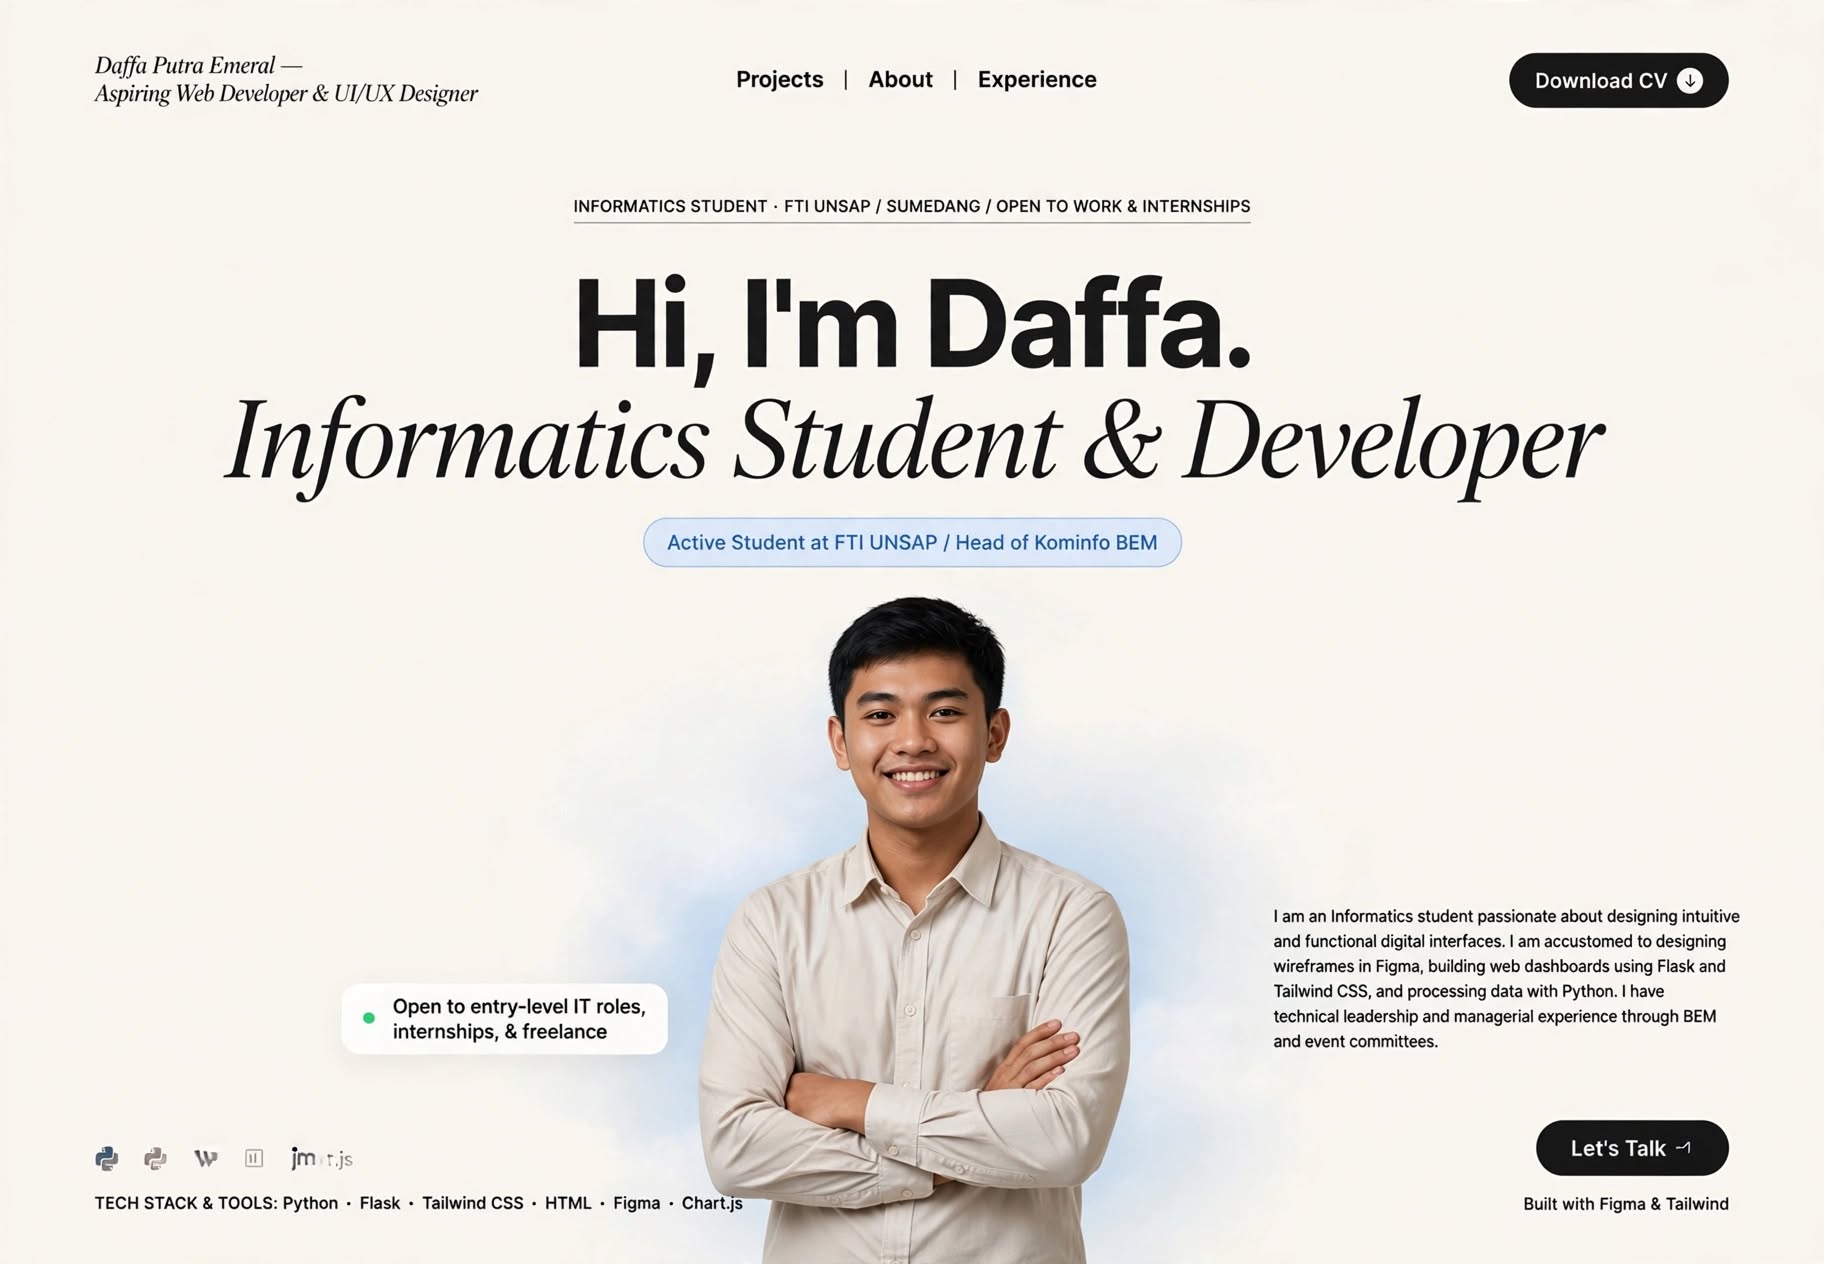 Daffa Putra Emeral —
Aspiring Web Developer & UI/UX Designer
Projects | About | Experience
Download CV
INFORMATICS STUDENT · FTI UNSAP / SUMEDANG / OPEN TO WORK & INTERNSHIPS
Hi, I'm Daffa.
Informatics Student & Developer
Active Student at FTI UNSAP / Head of Kominfo BEM
Open to entry-level IT roles,
internships, & freelance
I am an Informatics student passionate about designing intuitive
and functional digital interfaces. I am accustomed to designing
wireframes in Figma, building web dashboards using Flask and
Tailwind CSS, and processing data with Python. I have
technical leadership and managerial experience through BEM
and event committees.
TECH STACK & TOOLS: Python · Flask · Tailwind CSS · HTML · Figma · Chart.js
Let's Talk
Built with Figma & Tailwind